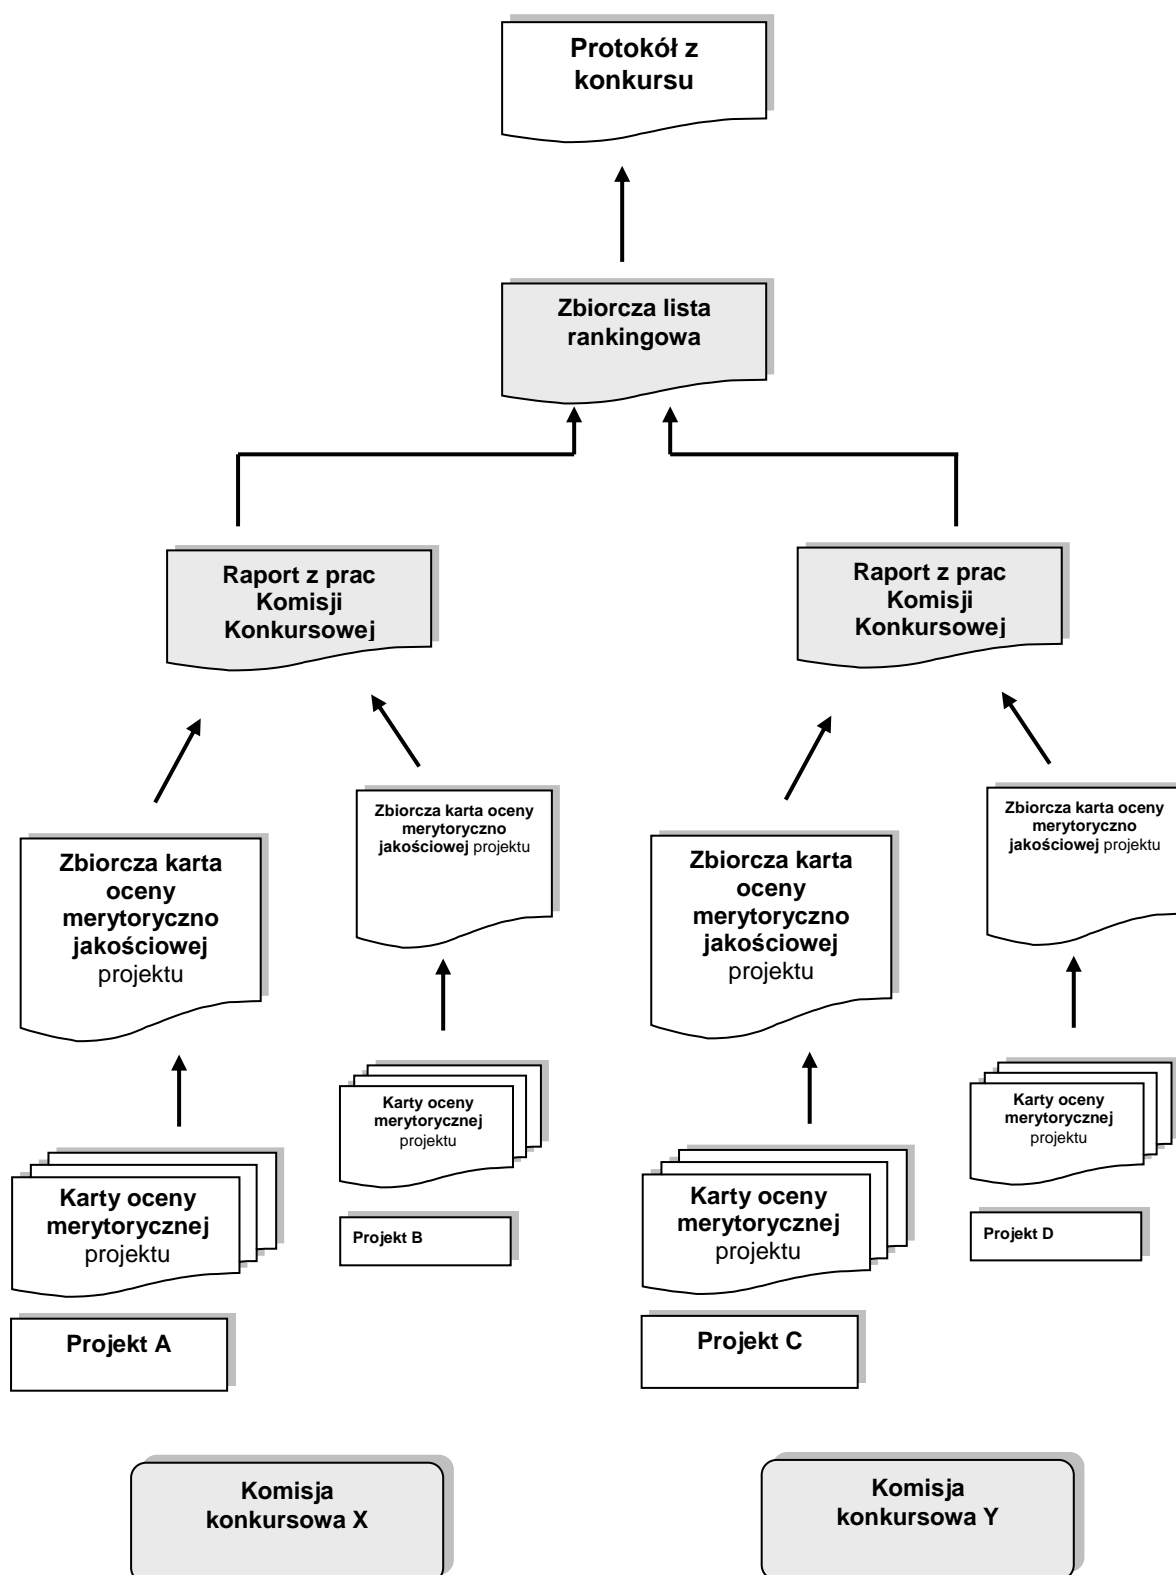 Protokół z
konkursu
Zbiorcza lista
rankingowa
Raport z prac
Komisji
Konkursowej
Raport z prac
Komisji
Konkursowej
Zbiorcza karta
oceny
merytoryczno
jakościowej
projektu
Zbiorcza karta oceny
merytoryczno
jakościowej projektu
Zbiorcza karta
oceny
merytoryczno
jakościowej
projektu
Zbiorcza karta oceny
merytoryczno
jakościowej projektu
Karty oceny
merytorycznej
projektu
Karty oceny
merytorycznej
projektu
Karty oceny
merytorycznej
projektu
Karty oceny
merytorycznej
projektu
Projekt A
Projekt B
Projekt C
Projekt D
Komisja
konkursowa X
Komisja
konkursowa Y